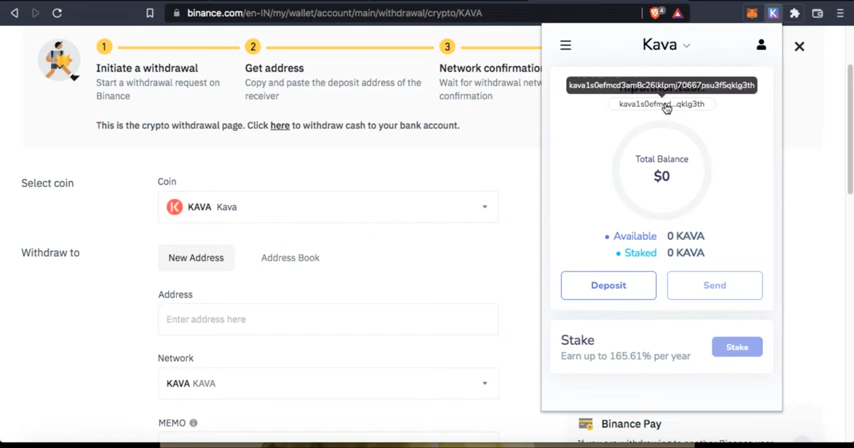 binance.com/en-IN/my/wallet/account/main/withdrawal/crypto/KAVA
4
K
1
2
3
Initiate a withdrawal
Get address
Network confirmation
Start a withdrawal request on
Binance
Copy and paste the deposit address of the
receiver
Wait for withdrawal netw
confirmation
This is the crypto withdrawal page. Click here to withdraw cash to your bank account.
Select coin
Coin
KAVA Kava
Withdraw to
New Address
Address Book
Address
Enter address here
Network
KAVA KAVA
MEMO
Kava
kava1s0efmcd...qklg3th
Total Balance
$0
Available 0 KAVA
Staked 0 KAVA
Deposit
Send
Stake
Earn up to 165.61% per year
Stake
Binance Pay